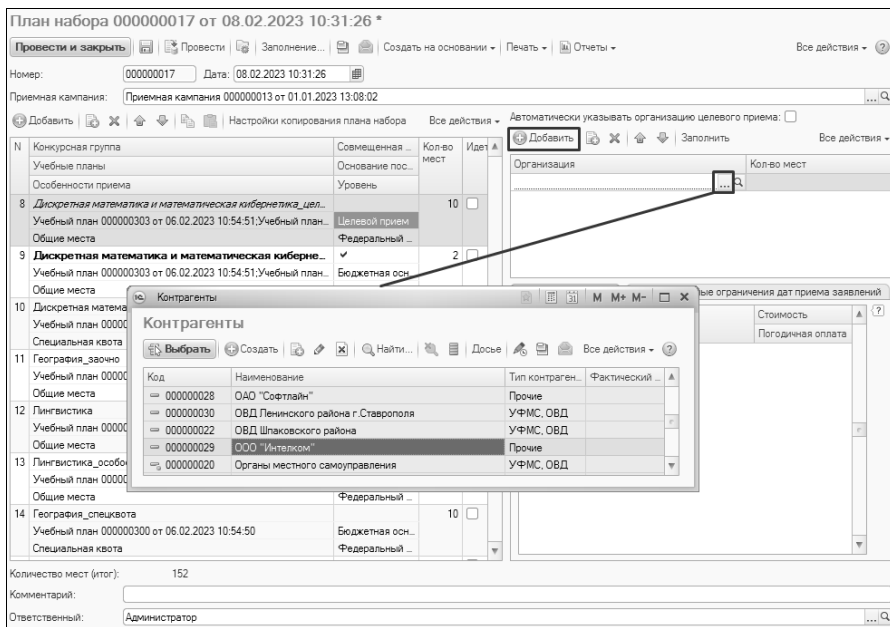 План набора 000000017 от 08.02.2023 10:31:26 *
Провести и закрыть Провести Заполнение... Создать на основании Печать Отчеты Все действия
Номер: 000000017 Дата: 08.02.2023 10:31:26
Приемная кампания: Приемная кампания 000000013 от 01.01.2023 13:08:02 ...
Добавить Настройки копирования плана набора Все действия
Автоматически указывать организацию целевого приема:
Добавить Заполнить Все действия
N Конкурсная группа Совмещенная ... Кол-во мест Идет
Учебные планы Основание пос...
Особенности приема Уровень
Организация Кол-во мест
...
8 Дискретная математика и математическая кибернетика_цел... 10
Учебный план 000000303 от 06.02.2023 10:54:51;Учебный план... Целевой прием
Общие места Федеральный ...
9 Дискретная математика и математическая киберне... 2
Учебный план 000000303 от 06.02.2023 10:54:51;Учебный план... Бюджетная осн...
Общие места
10 Дискретная матема
Учебный план 0000
Специальная квота
11 География_заочно
Учебный план 0000
Общие места
12 Лингвистика
Учебный план 0000
Общие места
13 Лингвистика_особо
Учебный план 0000
Общие места Федеральный ...
14 География_спецквота 10
Учебный план 000000300 от 06.02.2023 10:54:50 Бюджетная осн...
Специальная квота Федеральный ...
ые ограничения дат приема заявлений
Стоимость ?
Погодичная оплата
Контрагенты M M+ M-
Контрагенты
Выбрать Создать Найти... Досье Все действия
Код Наименование Тип контраген... Фактический ...
000000028 ОАО "Софтлайн" Прочие
000000030 ОВД Ленинского района г.Ставрополя УФМС, ОВД
000000022 ОВД Шпаковского района УФМС, ОВД
000000029 ООО "Интелком" Прочие
000000020 Органы местного самоуправления УФМС, ОВД
Количество мест (итог): 152
Комментарий:
Ответственный: Администратор ...